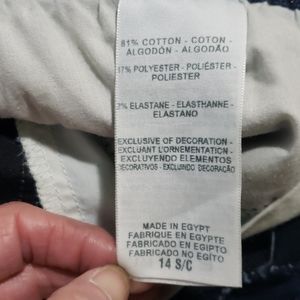 81% COTTON - COTON -
ALGODÓN - ALGODÃO
17% POLYESTER - POLIÉSTER -
POLIESTER
2% ELASTANE - ELASTHANNE -
ELASTANO
EXCLUSIVE OF DECORATION -
EXCLUANT L'ORNEMENTATION -
EXCLUYENDO ELEMENTOS
DECORATIVOS - EXCLUINDO DECORAÇÃO
MADE IN EGYPT
FABRIQUE EN EGYPTE
FABRICADO EN EGIPTO
FABRICADO NO EGITO
14 S/C